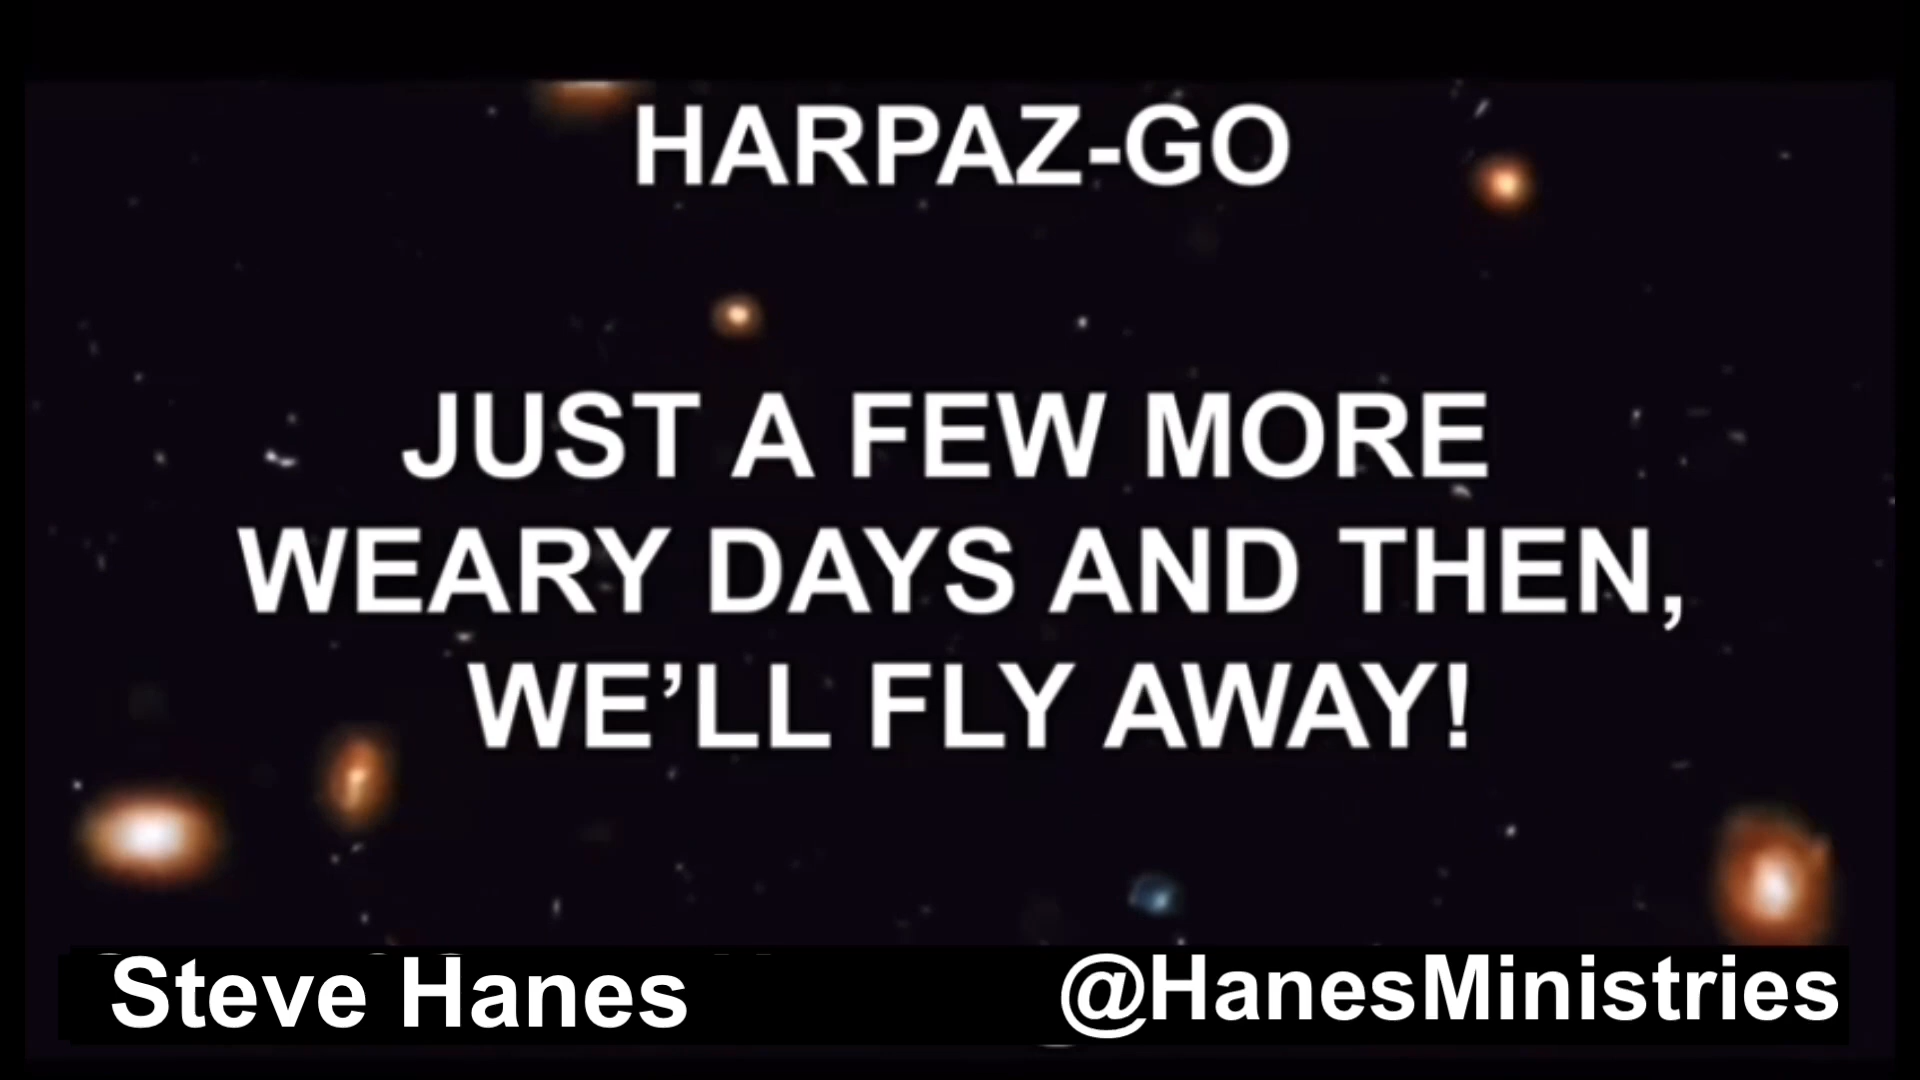 HARPAZ-GO
JUST A FEW MORE
WEARY DAYS AND THEN,
WE’LL FLY AWAY!
Steve Hanes
@HanesMinistries